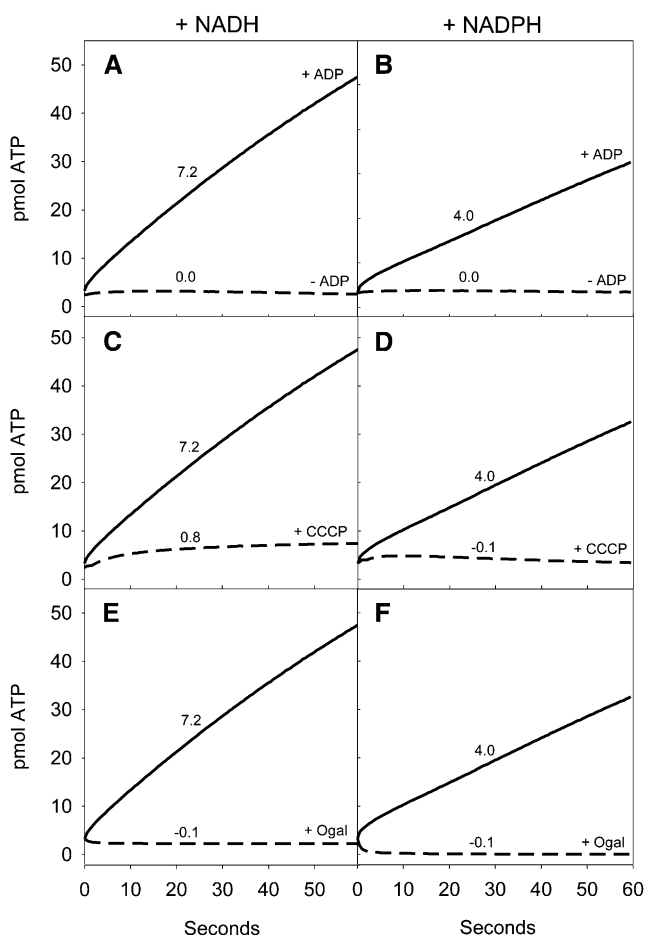 + NADH + NADPH
A B
50
40
30
20
10
0
pmol ATP
+ ADP
7.2
0.0
- ADP
+ ADP
4.0
0.0
- ADP
C D
50
40
30
20
10
0
pmol ATP
7.2
0.8
+ CCCP
4.0
-0.1
+ CCCP
E F
50
40
30
20
10
0
pmol ATP
7.2
-0.1
+ Ogal
4.0
-0.1
+ Ogal
0 10 20 30 40 50 0 10 20 30 40 50 60
Seconds Seconds